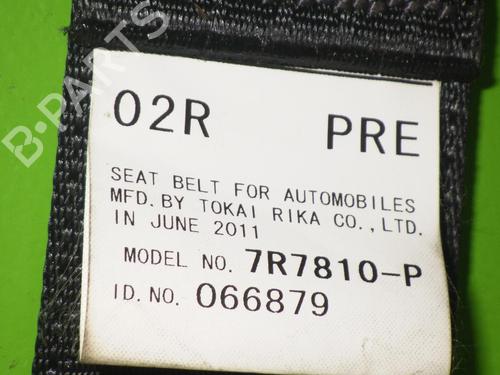 02R PRE
SEAT BELT FOR AUTOMOBILES
MFD. BY TOKAI RIKA CO., LTD.
IN JUNE 2011
MODEL NO. 7R7810-P
ID. NO. 066879
B-PARTS